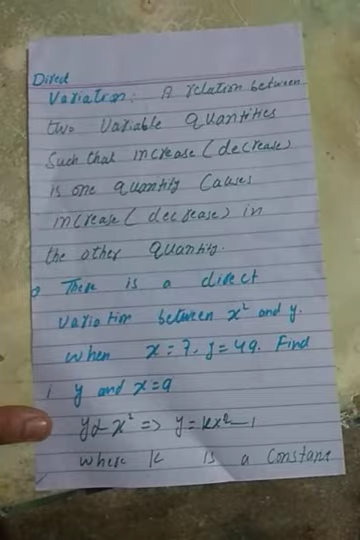 Direct
Variation: A relation between
two Variable quantities
Such that increase (decrease)
is one quantity Causes
increase (decrease) in
the other quantity.
There is a direct
variation between x² and y.
when x = 7, y = 49. Find
i y and x = 9
y ∝ x² => y = kx² — 1
where k is a constant